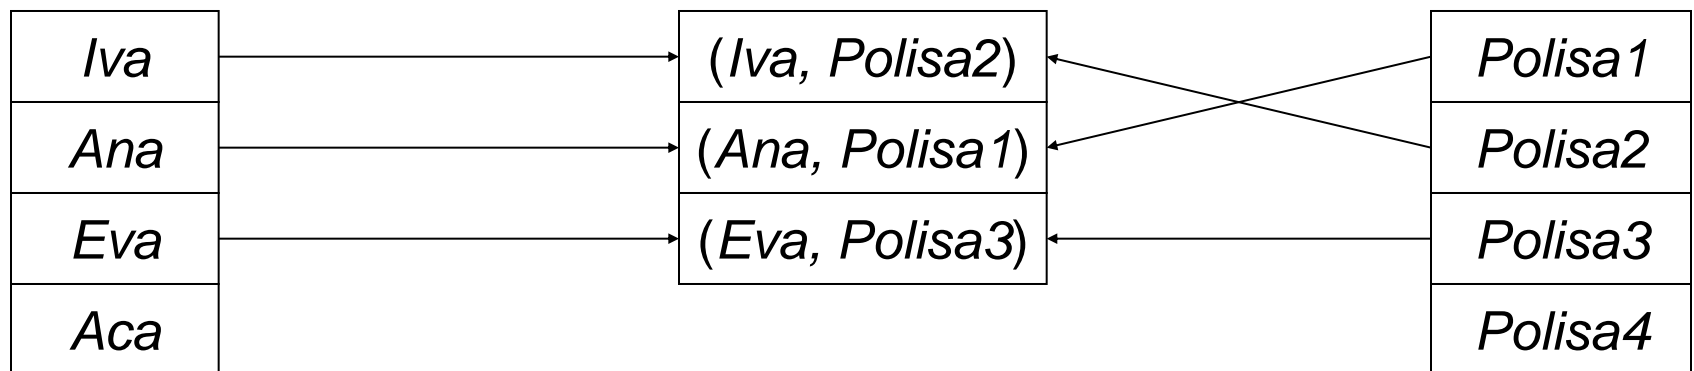 Iva (Iva, Polisa2) Polisa1
Ana (Ana, Polisa1) Polisa2
Eva (Eva, Polisa3) Polisa3
Aca Polisa4